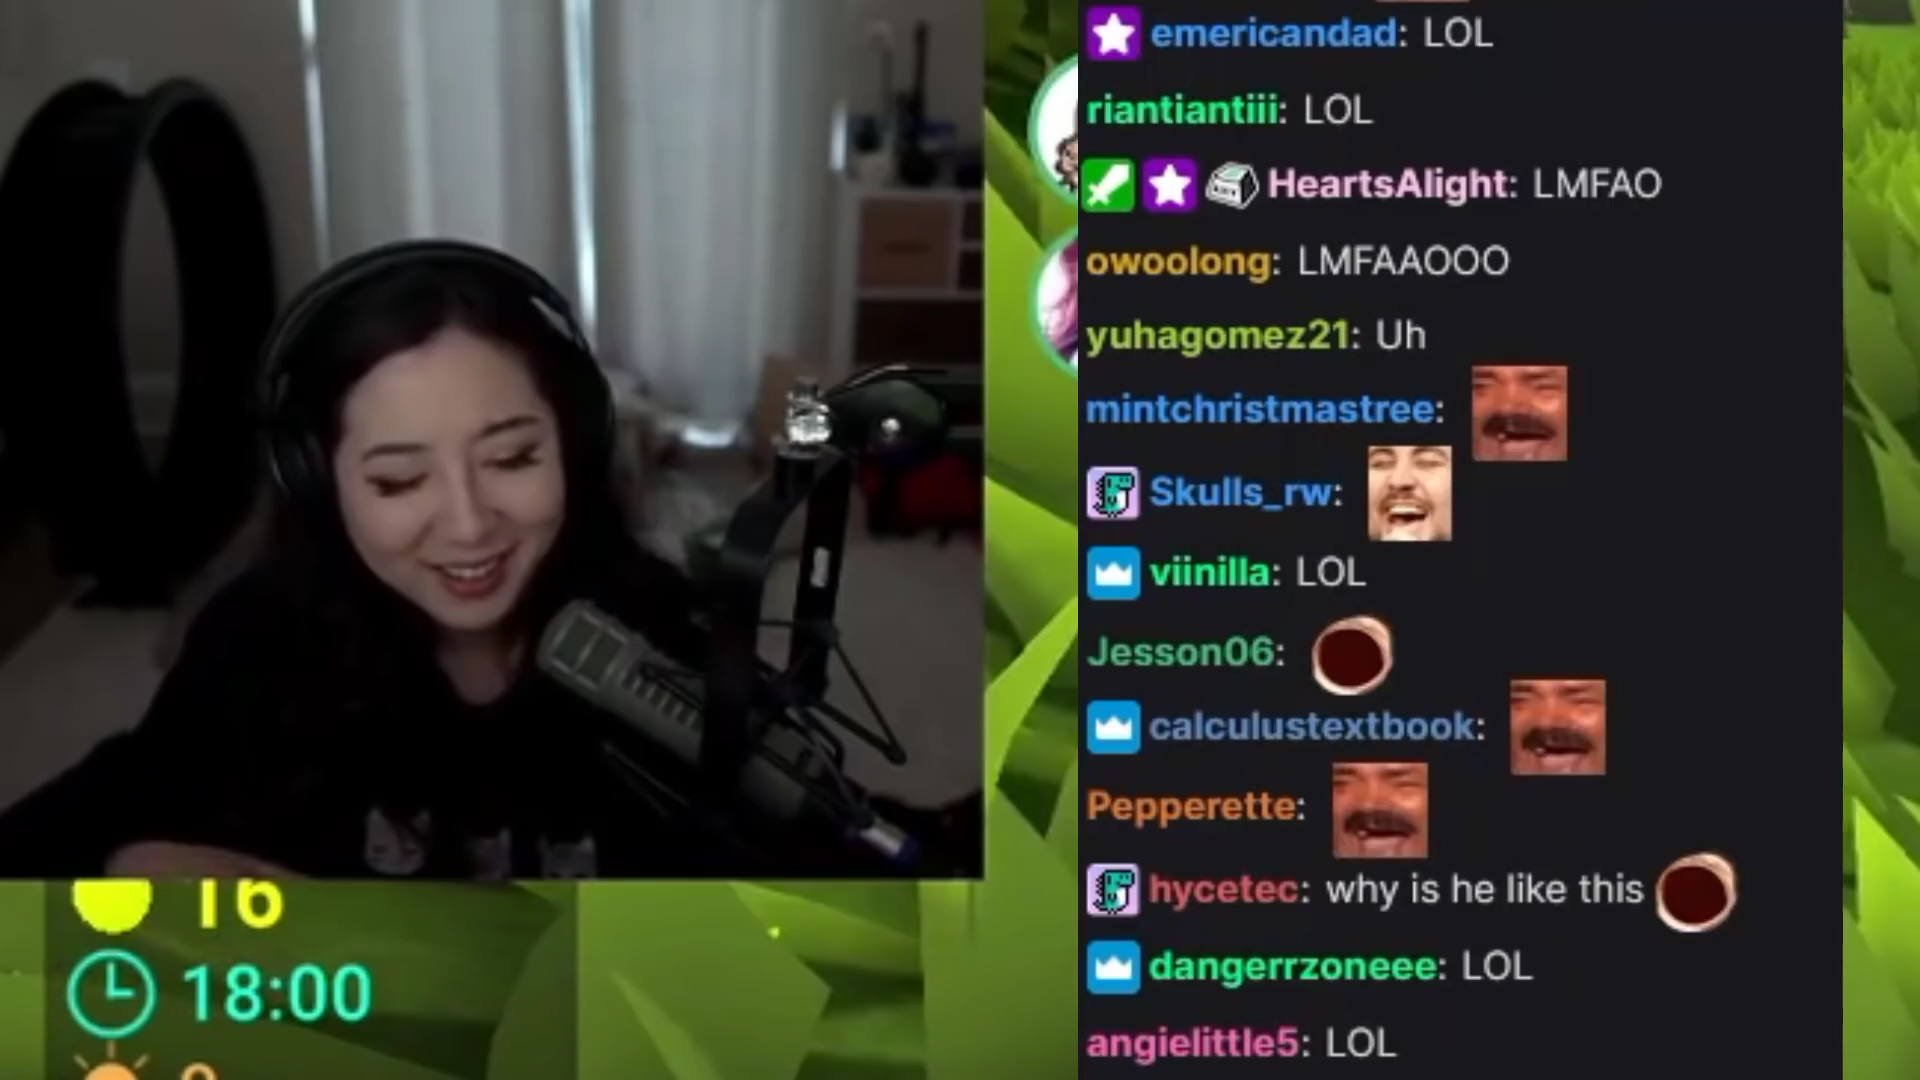 emericandad: LOL
riantiantiii: LOL
HeartsAlight: LMFAO
owoolong: LMFAAOOO
yuhagomez21: Uh
mintchristmastree:
Skulls_rw:
viinilla: LOL
Jesson06:
calculustextbook:
Pepperette:
hycetec: why is he like this
dangerrzoneee: LOL
angielittle5: LOL
16
18:00